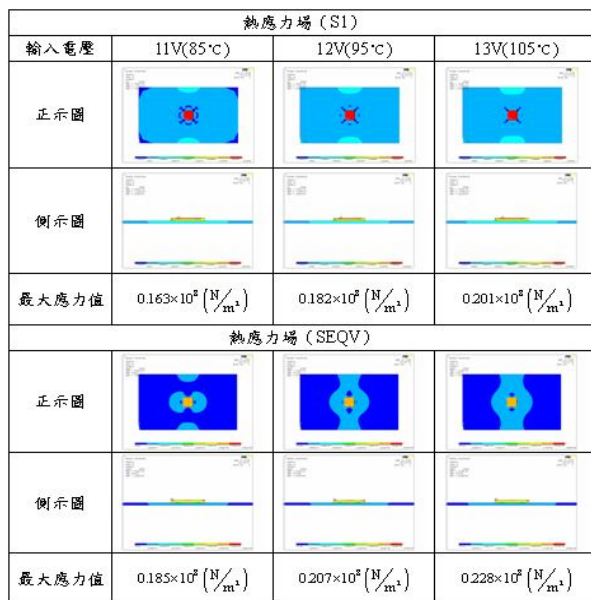 熱應力場（S1）
輸入電壓 11V(85℃) 12V(95℃) 13V(105℃)
正示圖
側示圖
最大應力值 0.163×10⁸ (N/m²) 0.182×10⁸ (N/m²) 0.201×10⁸ (N/m²)
熱應力場（SEQV）
正示圖
側示圖
最大應力值 0.185×10⁸ (N/m²) 0.207×10⁸ (N/m²) 0.228×10⁸ (N/m²)